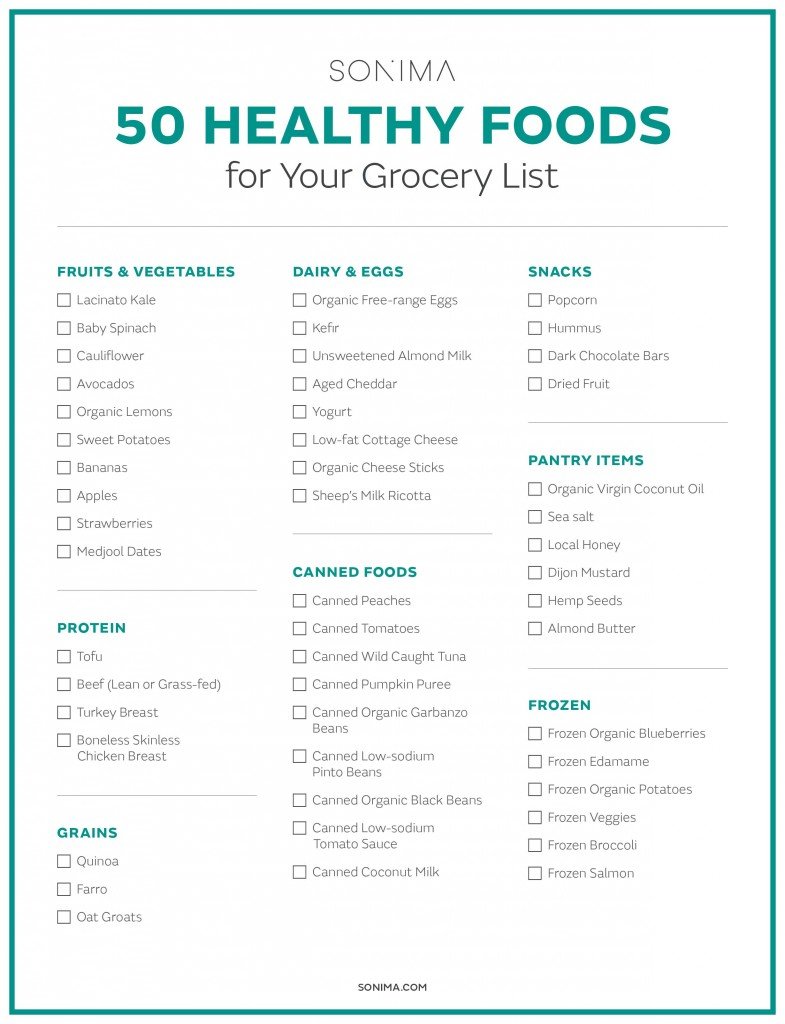 SONIMA
50 HEALTHY FOODS
for Your Grocery List
FRUITS & VEGETABLES
Lacinato Kale
Baby Spinach
Cauliflower
Avocados
Organic Lemons
Sweet Potatoes
Bananas
Apples
Strawberries
Medjool Dates
PROTEIN
Tofu
Beef (Lean or Grass-fed)
Turkey Breast
Boneless Skinless
Chicken Breast
GRAINS
Quinoa
Farro
Oat Groats
DAIRY & EGGS
Organic Free-range Eggs
Kefir
Unsweetened Almond Milk
Aged Cheddar
Yogurt
Low-fat Cottage Cheese
Organic Cheese Sticks
Sheep's Milk Ricotta
CANNED FOODS
Canned Peaches
Canned Tomatoes
Canned Wild Caught Tuna
Canned Pumpkin Puree
Canned Organic Garbanzo
Beans
Canned Low-sodium
Pinto Beans
Canned Organic Black Beans
Canned Low-sodium
Tomato Sauce
Canned Coconut Milk
SNACKS
Popcorn
Hummus
Dark Chocolate Bars
Dried Fruit
PANTRY ITEMS
Organic Virgin Coconut Oil
Sea salt
Local Honey
Dijon Mustard
Hemp Seeds
Almond Butter
FROZEN
Frozen Organic Blueberries
Frozen Edamame
Frozen Organic Potatoes
Frozen Veggies
Frozen Broccoli
Frozen Salmon
SONIMA.COM